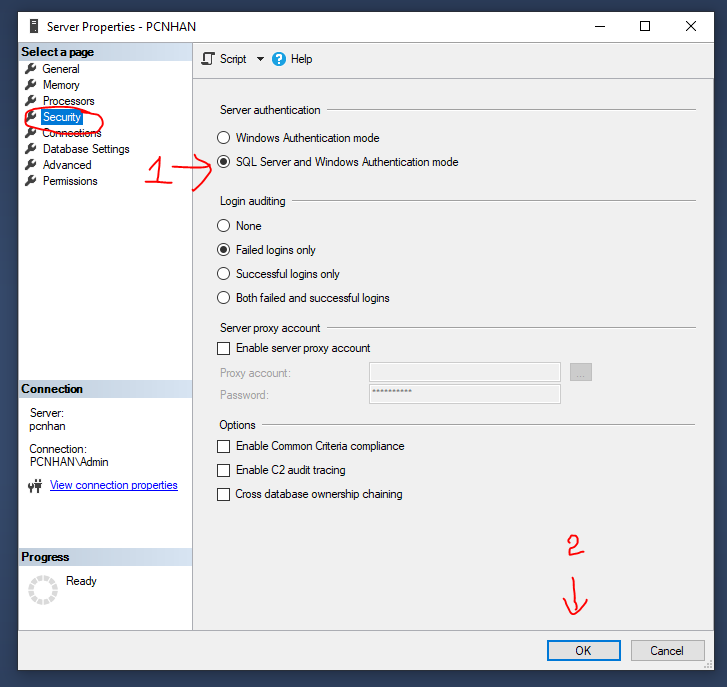 Server Properties - PCNHAN
Select a page
General
Memory
Processors
Security
Connections
Database Settings
Advanced
Permissions
Script
Help
Server authentication
Windows Authentication mode
1
SQL Server and Windows Authentication mode
Login auditing
None
Failed logins only
Successful logins only
Both failed and successful logins
Server proxy account
Enable server proxy account
Proxy account:
...
Password:
**********
Options
Enable Common Criteria compliance
Enable C2 audit tracing
Cross database ownership chaining
Connection
Server:
pcnhan
Connection:
PCNHAN\Admin
View connection properties
Progress
Ready
2
OK
Cancel